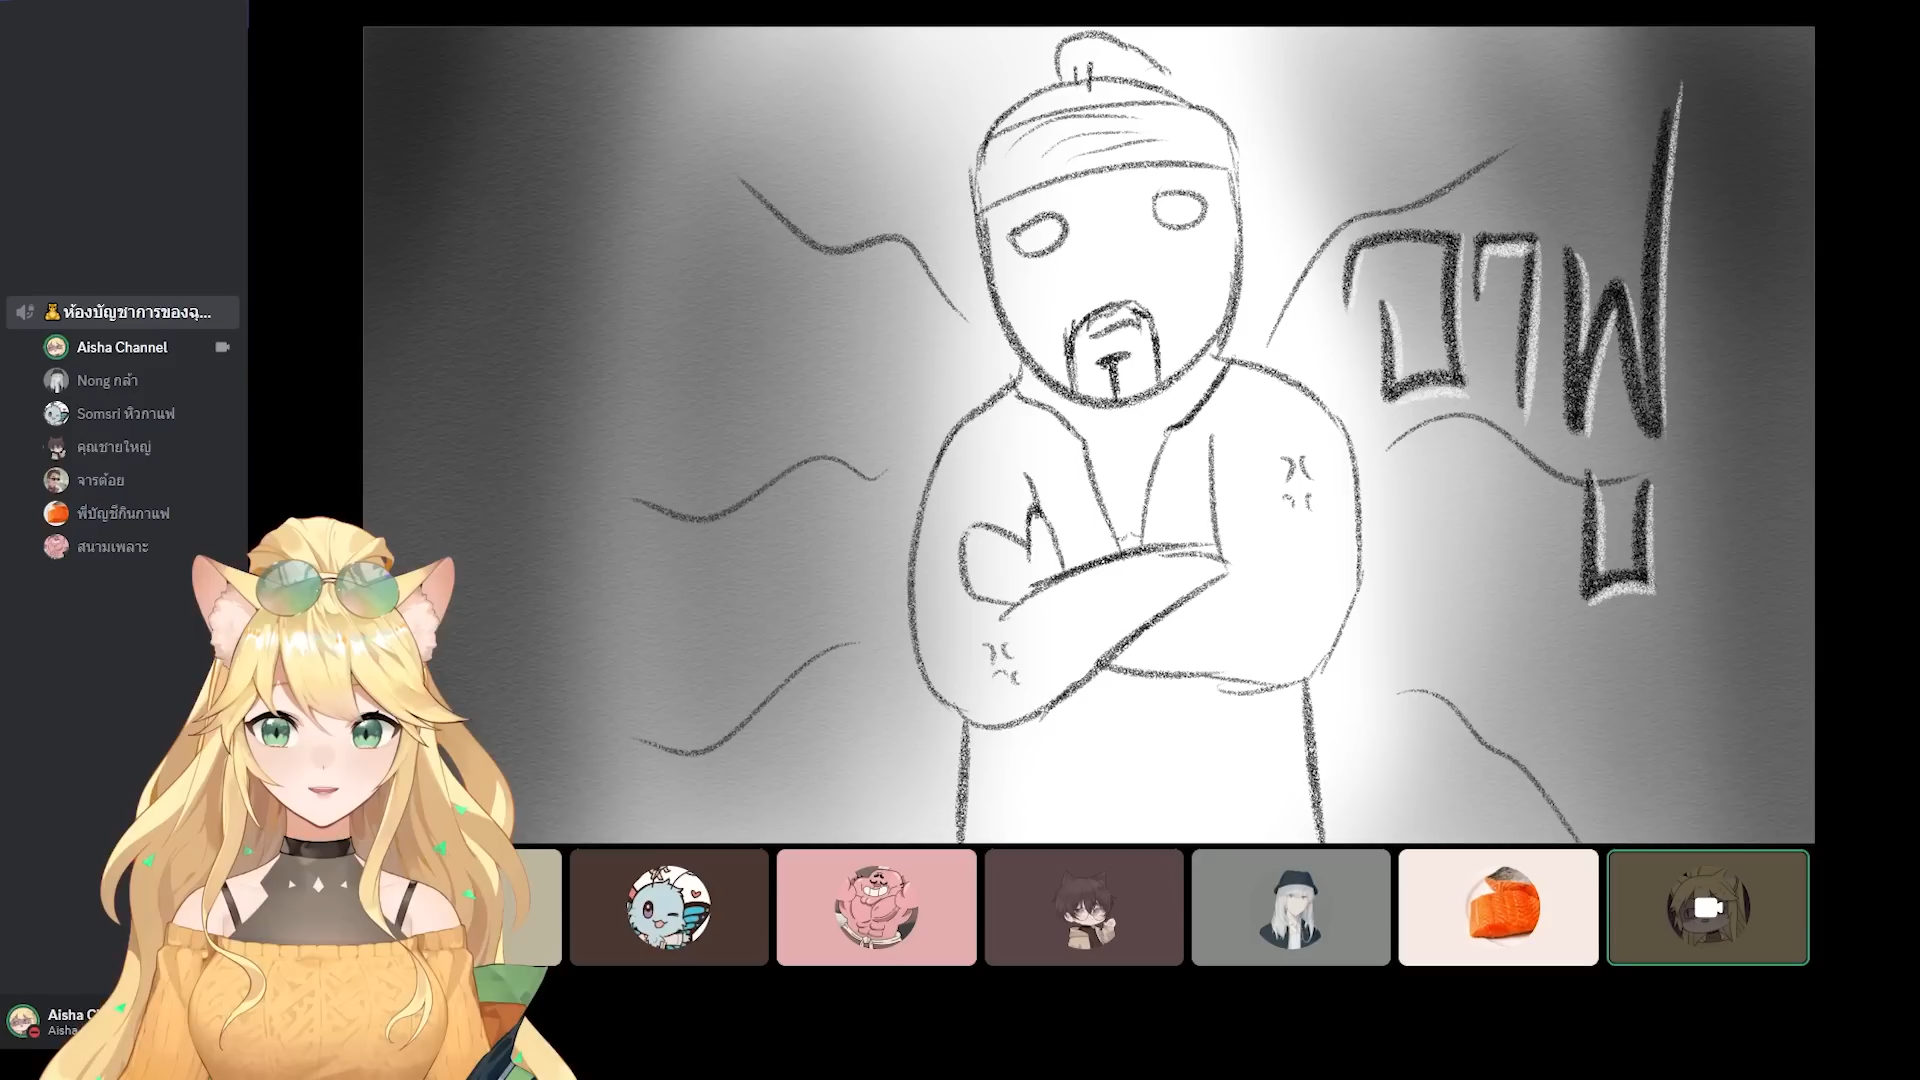 🧸ห้องบัญชาการของฉุ...
Aisha Channel
Nong กล้า
Somsri หิวกาแฟ
คุณชายใหญ่
จารต้อย
พี่บัญชีกินกาแฟ
สนามเพลาะ
อาฟู
Aisha C
Aisha